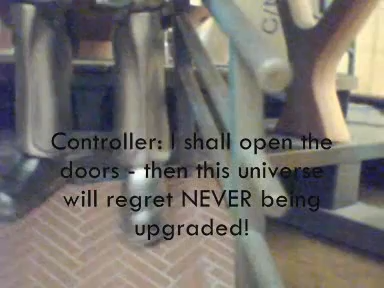 Controller: I shall open the
doors - then this universe
will regret NEVER being
upgraded!